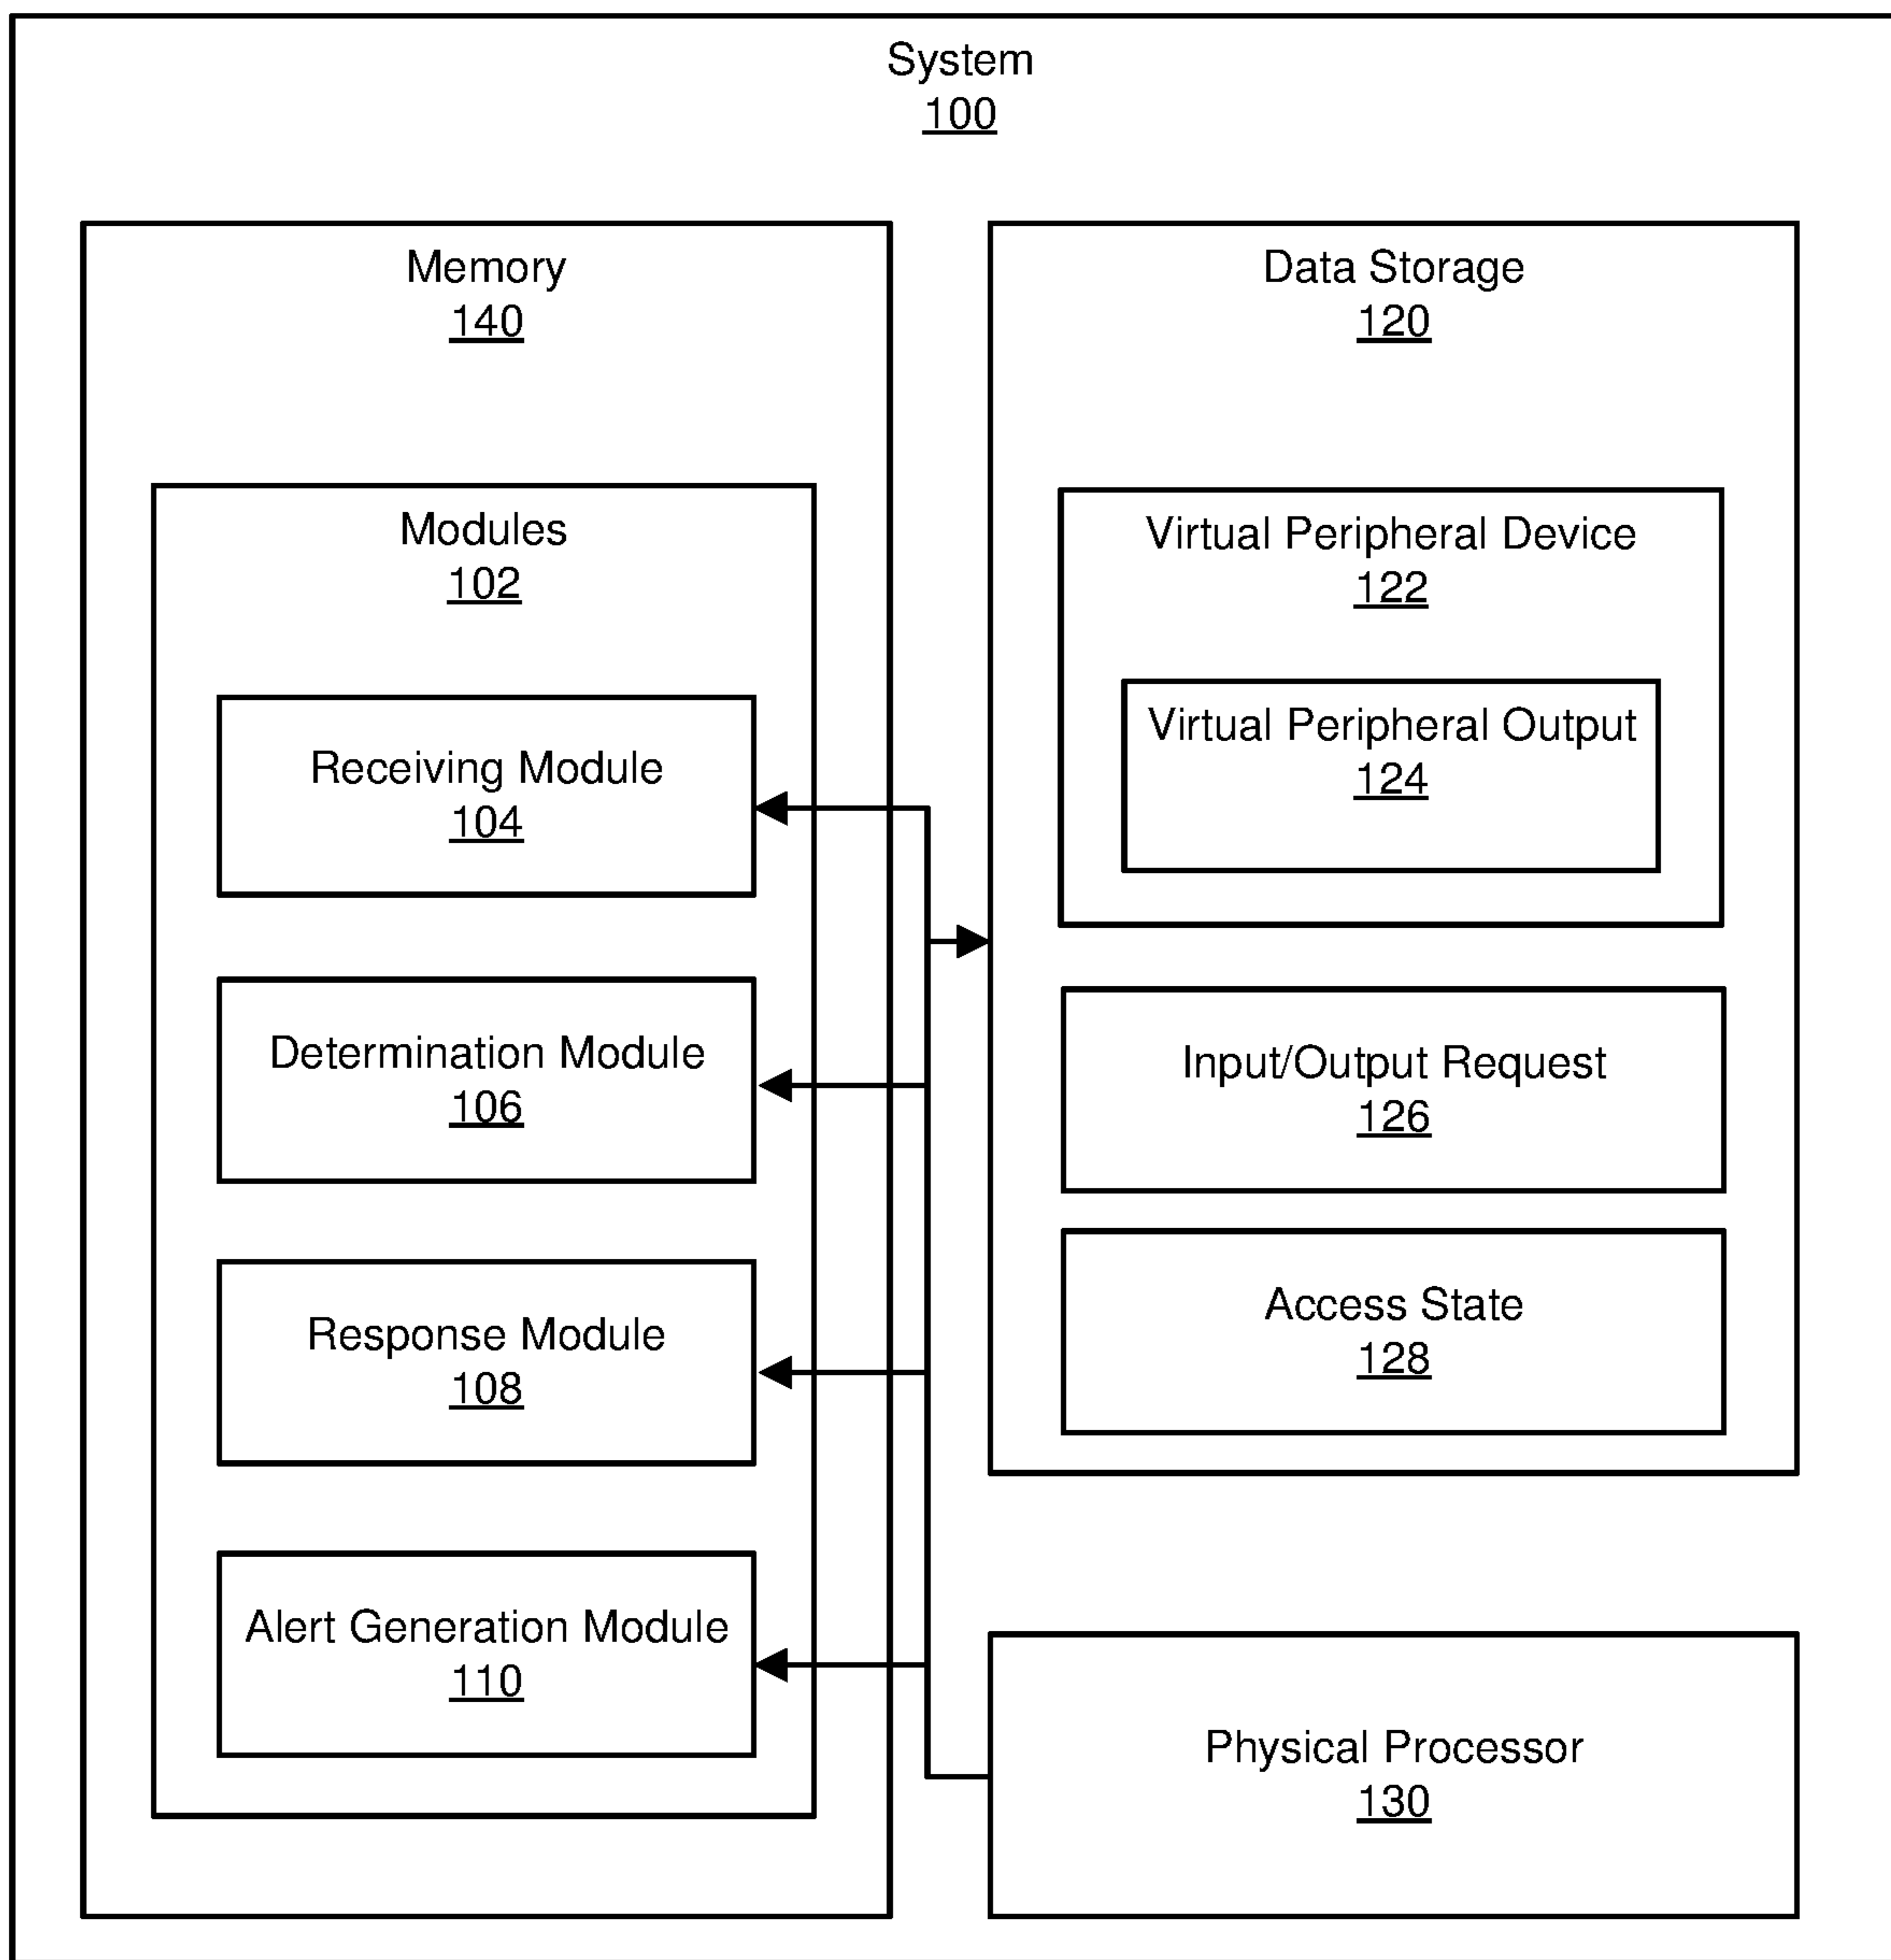 System
100
Memory
140
Modules
102
Receiving Module
104
Determination Module
106
Response Module
108
Alert Generation Module
110
Data Storage
120
Virtual Peripheral Device
122
Virtual Peripheral Output
124
Input/Output Request
126
Access State
128
Physical Processor
130